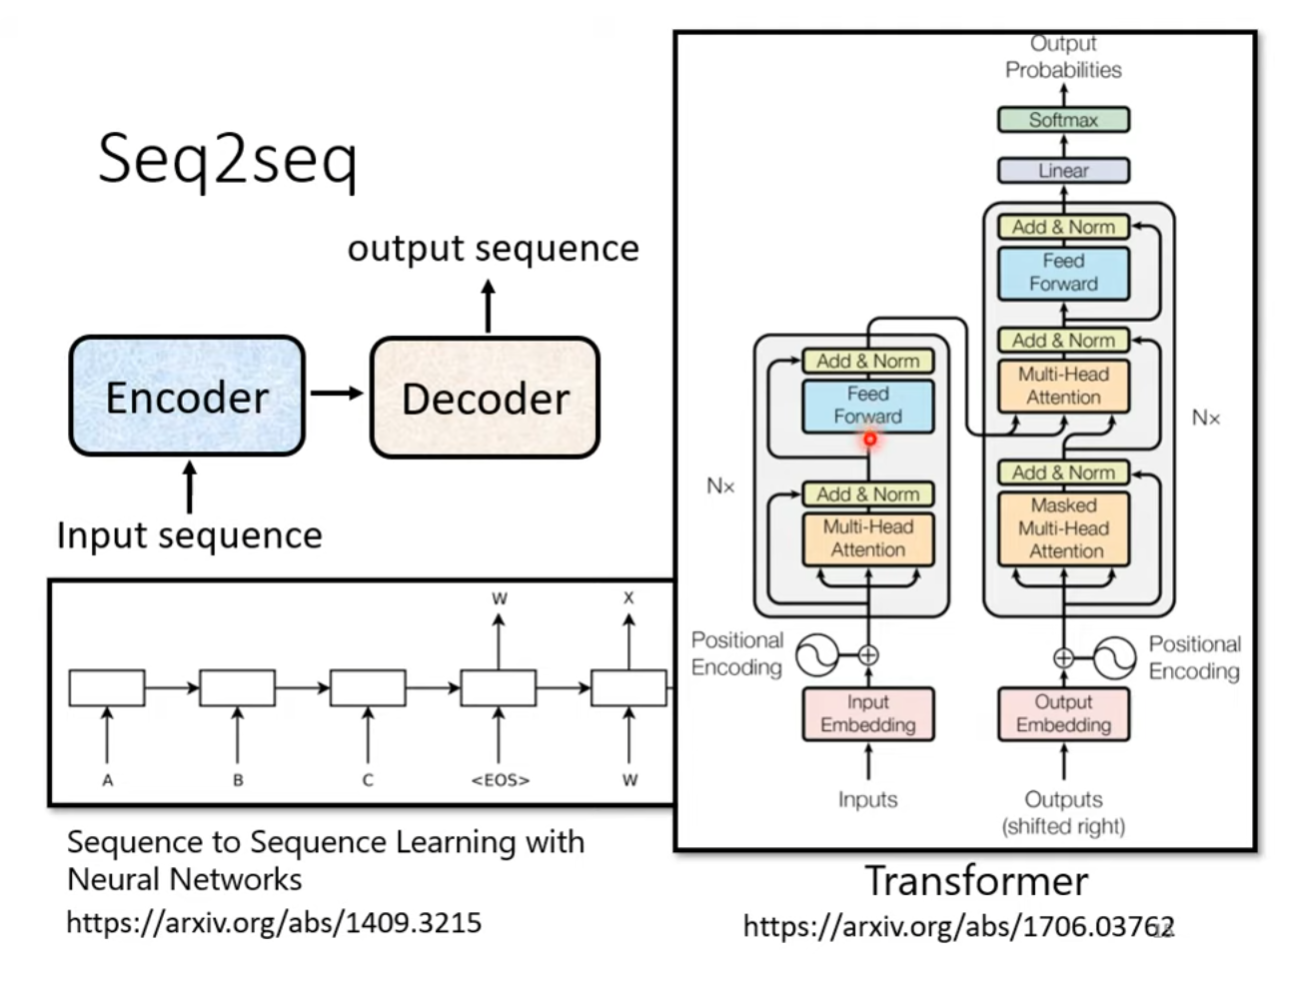 Seq2seq
output sequence
Encoder
Decoder
Input sequence
W
X
A
B
C
<EOS>
W
Sequence to Sequence Learning with
Neural Networks
https://arxiv.org/abs/1409.3215
Output
Probabilities
Softmax
Linear
Add & Norm
Feed
Forward
Add & Norm
Multi-Head
Attention
Nx
Add & Norm
Masked
Multi-Head
Attention
Add & Norm
Feed
Forward
Nx
Add & Norm
Multi-Head
Attention
Positional
Encoding
Positional
Encoding
Input
Embedding
Output
Embedding
Inputs
Outputs
(shifted right)
Transformer
https://arxiv.org/abs/1706.03762